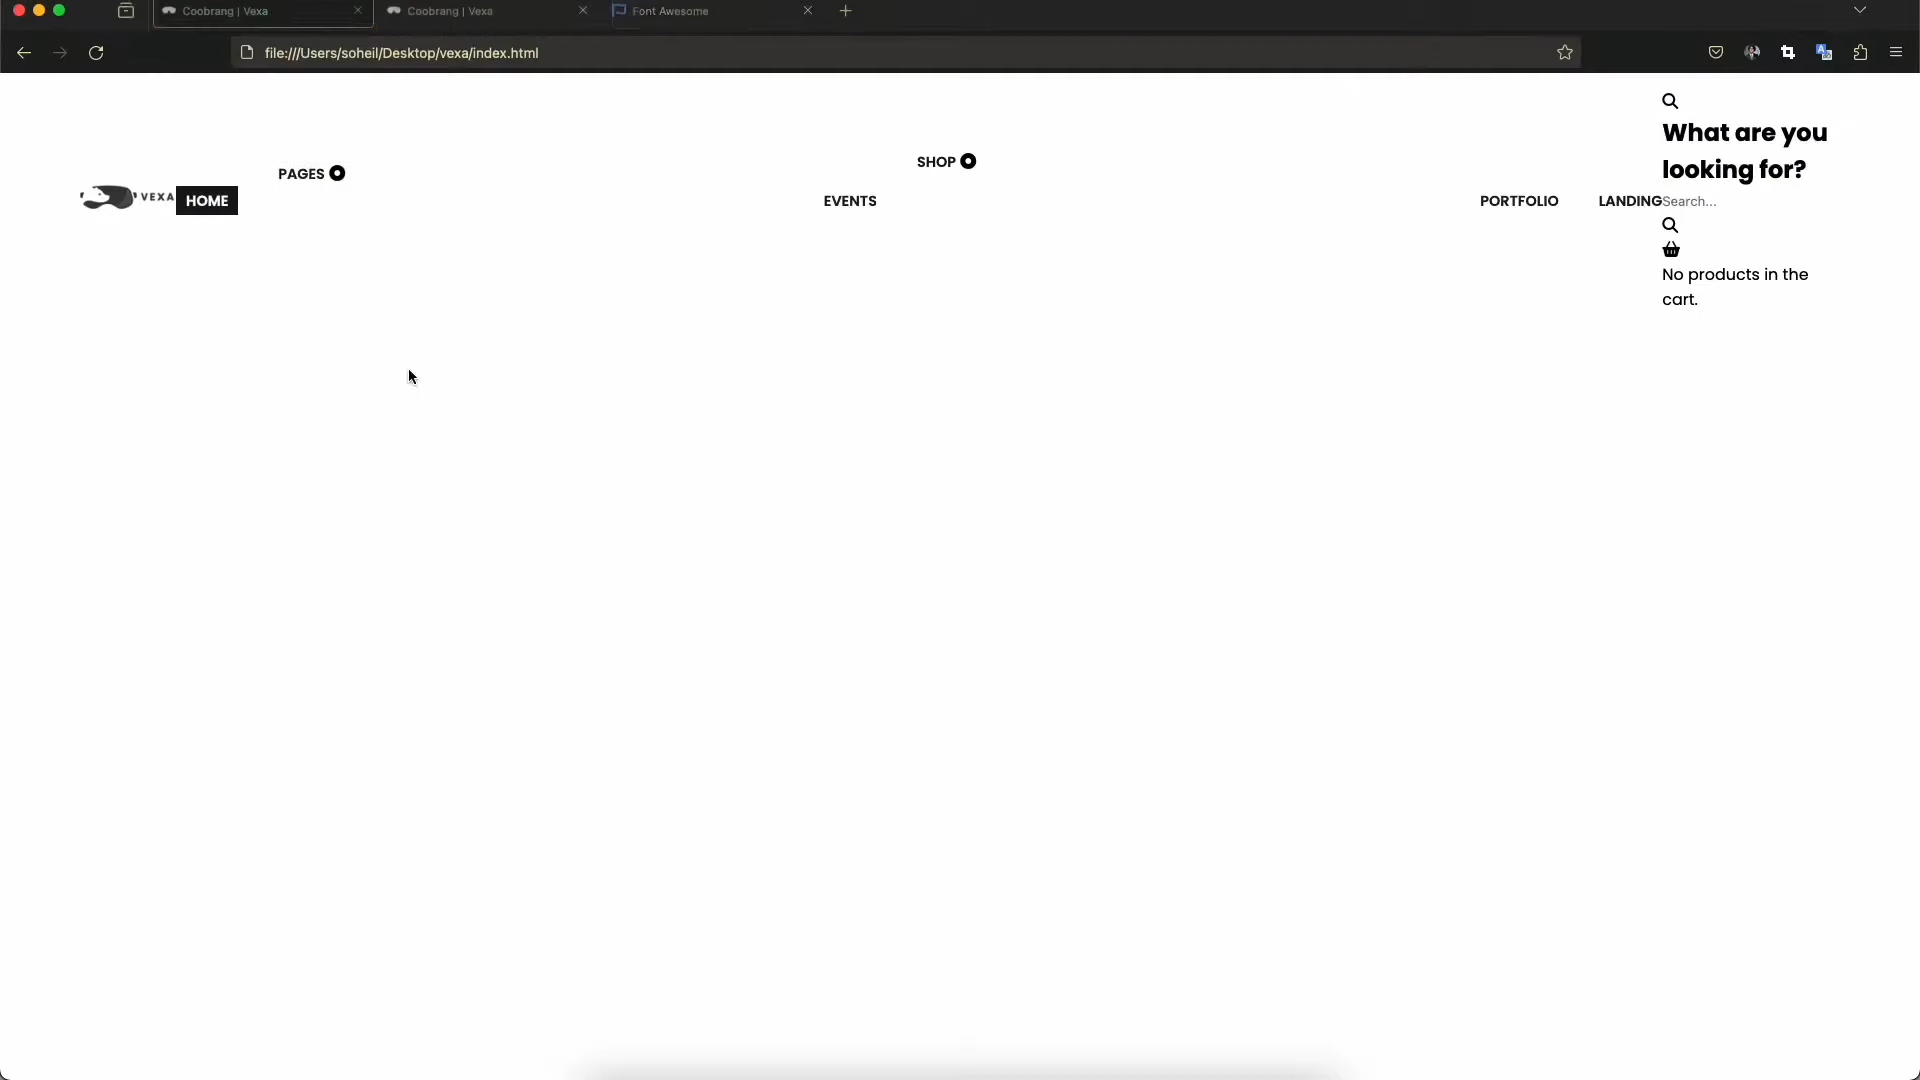 Coobrang | Vexa
Coobrang | Vexa
Font Awesome
file:///Users/soheil/Desktop/vexa/index.html
VEXA
HOME
PAGES
EVENTS
SHOP
PORTFOLIO
LANDING
What are you
looking for?
Search...
No products in the
cart.